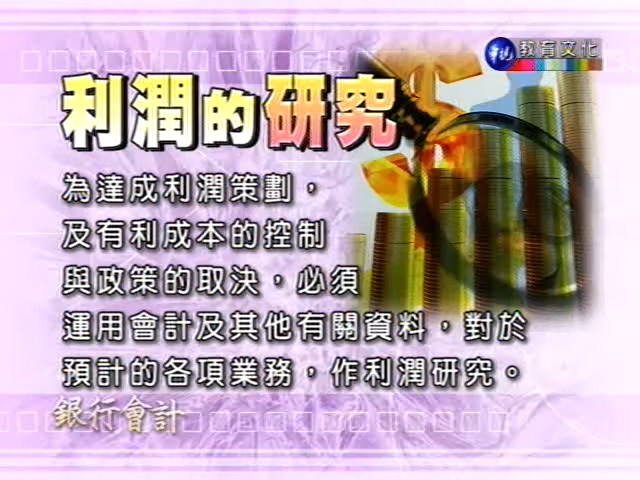 華視 教育文化
利潤的研究
為達成利潤策劃，
及有利成本的控制
與政策的取決，必須
運用會計及其他有關資料，對於
預計的各項業務，作利潤研究。
銀行會計